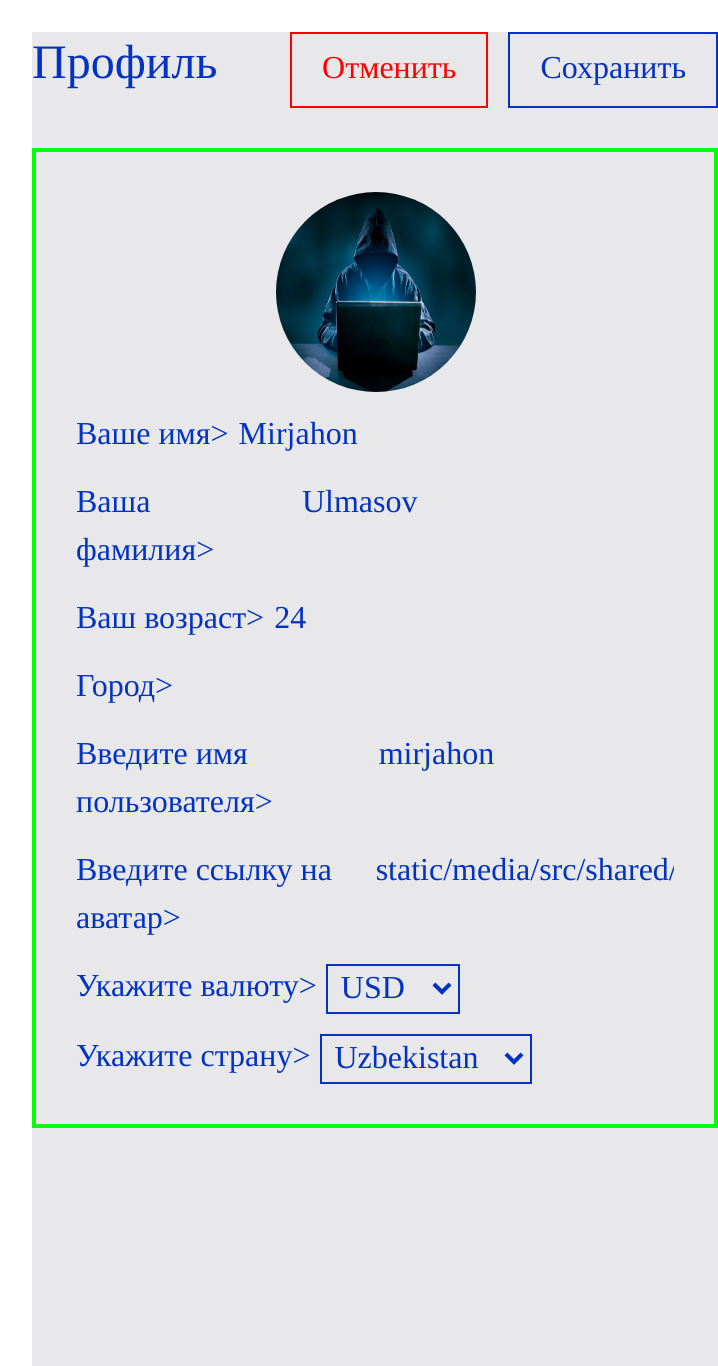 Профиль Отменить Сохранить
Ваше имя> Mirjahon
Ваша Ulmasov
фамилия>
Ваш возраст> 24
Город>
Введите имя mirjahon
пользователя>
Введите ссылку на static/media/src/shared/
аватар>
Укажите валюту> USD
Укажите страну> Uzbekistan